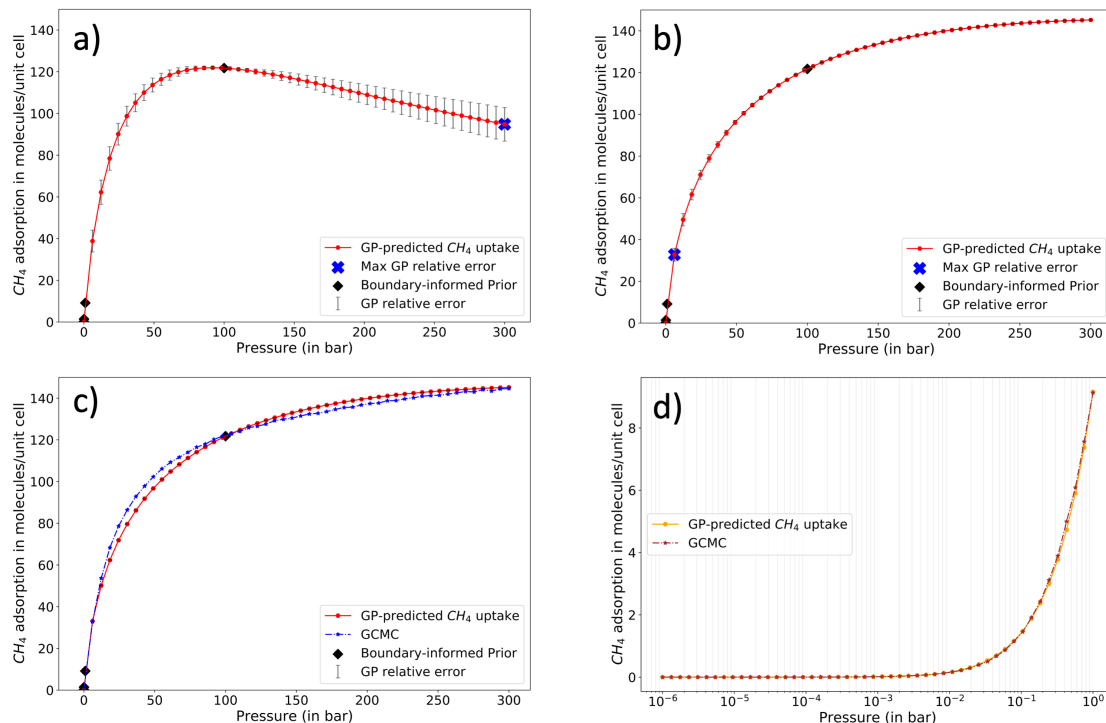 a)
CH₄ adsorption in molecules/unit cell
140
120
100
80
60
40
20
0
0 50 100 150 200 250 300
Pressure (in bar)
GP-predicted CH₄ uptake
Max GP relative error
Boundary-informed Prior
GP relative error
b)
CH₄ adsorption in molecules/unit cell
140
120
100
80
60
40
20
0
0 50 100 150 200 250 300
Pressure (in bar)
GP-predicted CH₄ uptake
Max GP relative error
Boundary-informed Prior
GP relative error
c)
CH₄ adsorption in molecules/unit cell
140
120
100
80
60
40
20
0
0 50 100 150 200 250 300
Pressure (in bar)
GP-predicted CH₄ uptake
GCMC
Boundary-informed Prior
GP relative error
d)
CH₄ adsorption in molecules/unit cell
8
6
4
2
0
10⁻⁶ 10⁻⁵ 10⁻⁴ 10⁻³ 10⁻² 10⁻¹ 10⁰
Pressure (in bar)
GP-predicted CH₄ uptake
GCMC